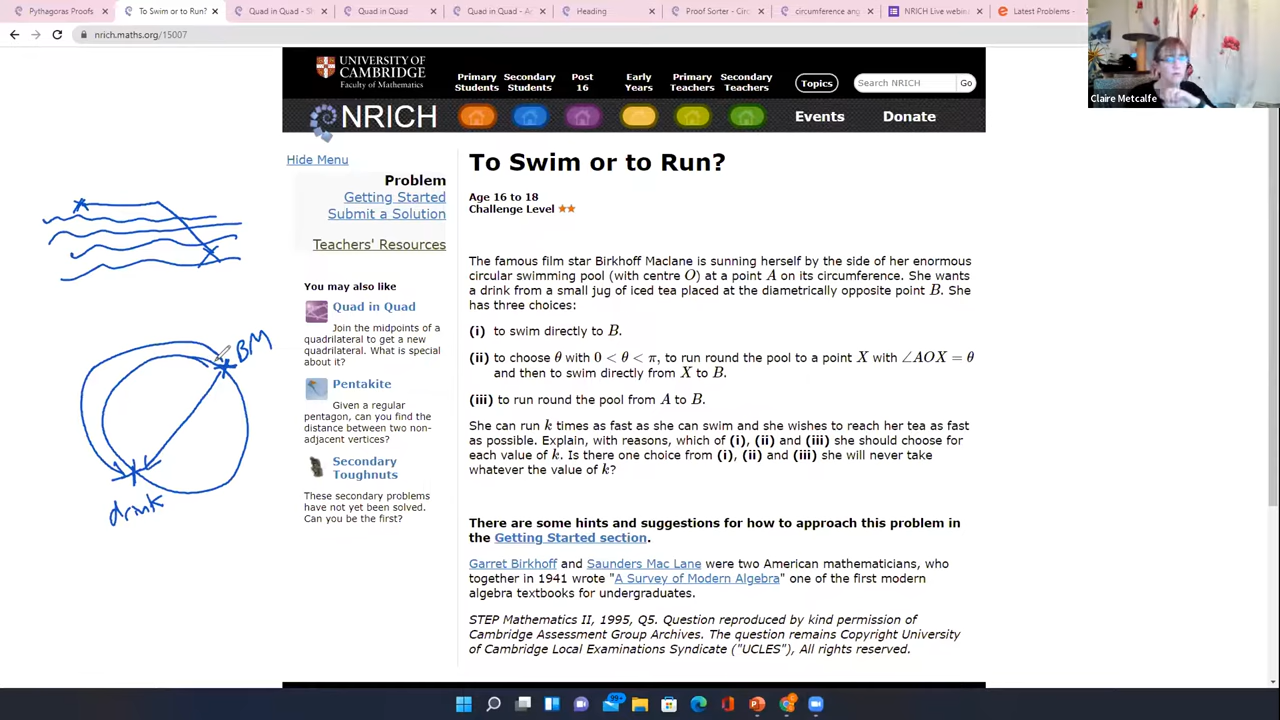 Pythagoras Proofs
To Swim or to Run?
Quad in Quad - Sh
Quad in Quad
Quad in Quad - A
Heading
Proof Sorter - Circ
circumference ang
NRICH Live webin
Latest Problems -
nrich.maths.org/15007
UNIVERSITY OF
CAMBRIDGE
Faculty of Mathematics
Primary Students
Secondary Students
Post 16
Early Years
Primary Teachers
Secondary Teachers
Topics
Search NRICH
Go
NRICH
Events
Donate
Claire Metcalfe
Hide Menu
Problem
Getting Started
Submit a Solution
Teachers' Resources
You may also like
Quad in Quad
Join the midpoints of a
quadrilateral to get a new
quadrilateral. What is special
about it?
Pentakite
Given a regular
pentagon, can you find the
distance between two non-
adjacent vertices?
Secondary
Toughnuts
These secondary problems
have not yet been solved.
Can you be the first?
To Swim or to Run?
Age 16 to 18
Challenge Level ★★
The famous film star Birkhoff Maclane is sunning herself by the side of her enormous
circular swimming pool (with centre O) at a point A on its circumference. She wants
a drink from a small jug of iced tea placed at the diametrically opposite point B. She
has three choices:
(i) to swim directly to B.
(ii) to choose θ with 0 < θ < π, to run round the pool to a point X with ∠AOX = θ
and then to swim directly from X to B.
(iii) to run round the pool from A to B.
She can run k times as fast as she can swim and she wishes to reach her tea as fast
as possible. Explain, with reasons, which of (i), (ii) and (iii) she should choose for
each value of k. Is there one choice from (i), (ii) and (iii) she will never take
whatever the value of k?
There are some hints and suggestions for how to approach this problem in
the Getting Started section.
Garret Birkhoff and Saunders Mac Lane were two American mathematicians, who
together in 1941 wrote "A Survey of Modern Algebra" one of the first modern
algebra textbooks for undergraduates.
STEP Mathematics II, 1995, Q5. Question reproduced by kind permission of
Cambridge Assessment Group Archives. The question remains Copyright University
of Cambridge Local Examinations Syndicate ("UCLES"), All rights reserved.
BM
drink
99+